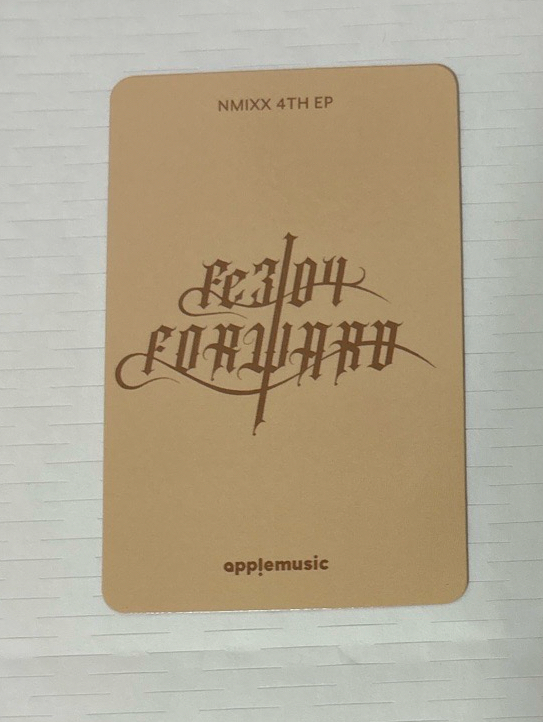 NMIXX 4TH EP
Fe3O4
FORWARD
applemusic